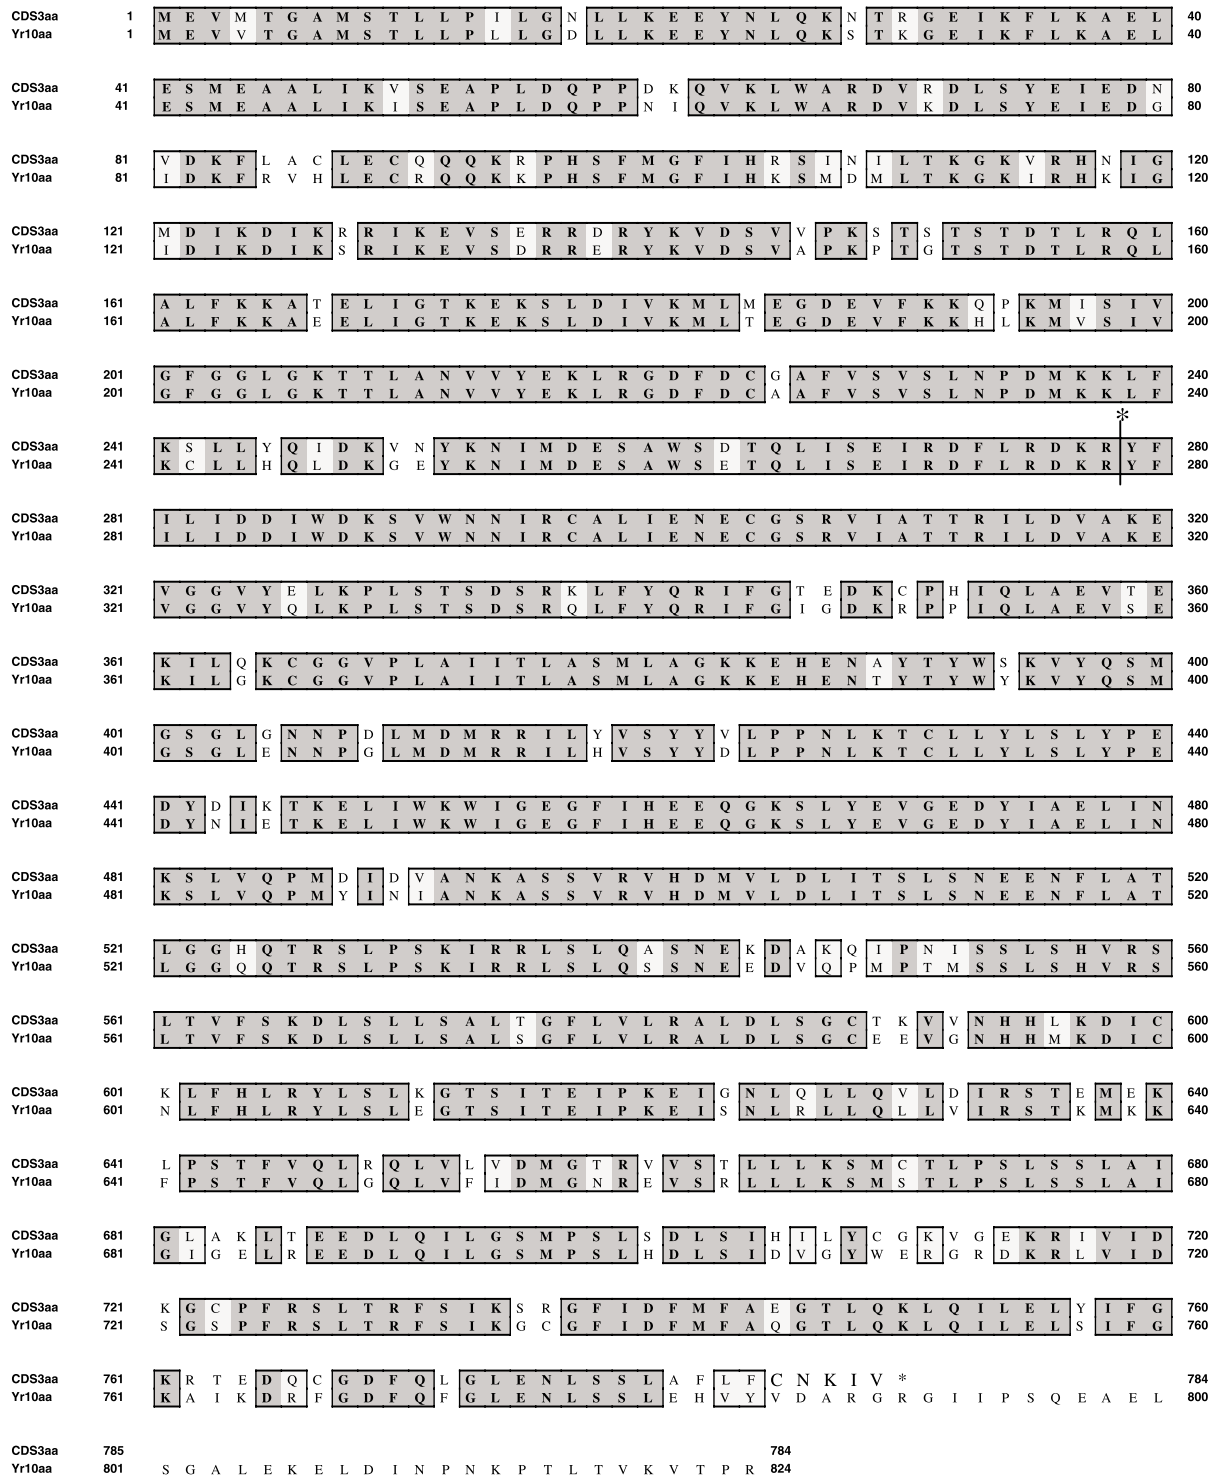 CDS3aa 1 M E V M T G A M S T L L P I L G N L L K E E Y N L Q K N T R G E I K F L K A E L 40
Yr10aa 1 M E V V T G A M S T L L P L L G D L L K E E Y N L Q K S T K G E I K F L K A E L 40
CDS3aa 41 E S M E A A L I K V S E A P L D Q P P D K Q V K L W A R D V R D L S Y E I E D N 80
Yr10aa 41 E S M E A A L I K I S E A P L D Q P P N I Q V K L W A R D V K D L S Y E I E D G 80
CDS3aa 81 V D K F L A C L E C Q Q Q K R P H S F M G F I H R S I N I L T K G K V R H N I G 120
Yr10aa 81 I D K F R V H L E C R Q Q K K P H S F M G F I H K S M D M L T K G K I R H K I G 120
CDS3aa 121 M D I K D I K R R I K E V S E R R D R Y K V D S V V P K S T S T S T D T L R Q L 160
Yr10aa 121 I D I K D I K S R I K E V S D R R E R Y K V D S V A P K P T G T S T D T L R Q L 160
CDS3aa 161 A L F K K A T E L I G T K E K S L D I V K M L M E G D E V F K K Q P K M I S I V 200
Yr10aa 161 A L F K K A E E L I G T K E K S L D I V K M L T E G D E V F K K H L K M V S I V 200
CDS3aa 201 G F G G L G K T T L A N V V Y E K L R G D F D C G A F V S V S L N P D M K K L F 240
Yr10aa 201 G F G G L G K T T L A N V V Y E K L R G D F D C A A F V S V S L N P D M K K L F 240
*
CDS3aa 241 K S L L Y Q I D K V N Y K N I M D E S A W S D T Q L I S E I R D F L R D K R Y F 280
Yr10aa 241 K C L L H Q L D K G E Y K N I M D E S A W S E T Q L I S E I R D F L R D K R Y F 280
CDS3aa 281 I L I D D I W D K S V W N N I R C A L I E N E C G S R V I A T T R I L D V A K E 320
Yr10aa 281 I L I D D I W D K S V W N N I R C A L I E N E C G S R V I A T T R I L D V A K E 320
CDS3aa 321 V G G V Y E L K P L S T S D S R K L F Y Q R I F G T E D K C P H I Q L A E V T E 360
Yr10aa 321 V G G V Y Q L K P L S T S D S R Q L F Y Q R I F G I G D K R P P I Q L A E V S E 360
CDS3aa 361 K I L Q K C G G V P L A I I T L A S M L A G K K E H E N A Y T Y W S K V Y Q S M 400
Yr10aa 361 K I L G K C G G V P L A I I T L A S M L A G K K E H E N T Y T Y W Y K V Y Q S M 400
CDS3aa 401 G S G L G N N P D L M D M R R I L Y V S Y Y V L P P N L K T C L L Y L S L Y P E 440
Yr10aa 401 G S G L E N N P G L M D M R R I L H V S Y Y D L P P N L K T C L L Y L S L Y P E 440
CDS3aa 441 D Y D I K T K E L I W K W I G E G F I H E E Q G K S L Y E V G E D Y I A E L I N 480
Yr10aa 441 D Y N I E T K E L I W K W I G E G F I H E E Q G K S L Y E V G E D Y I A E L I N 480
CDS3aa 481 K S L V Q P M D I D V A N K A S S V R V H D M V L D L I T S L S N E E N F L A T 520
Yr10aa 481 K S L V Q P M Y I N I A N K A S S V R V H D M V L D L I T S L S N E E N F L A T 520
CDS3aa 521 L G G H Q T R S L P S K I R R L S L Q A S N E K D A K Q I P N I S S L S H V R S 560
Yr10aa 521 L G G Q Q T R S L P S K I R R L S L Q S S N E E D V Q P M P T M S S L S H V R S 560
CDS3aa 561 L T V F S K D L S L L S A L T G F L V L R A L D L S G C T K V V N H H L K D I C 600
Yr10aa 561 L T V F S K D L S L L S A L S G F L V L R A L D L S G C E E V G N H H M K D I C 600
CDS3aa 601 K L F H L R Y L S L K G T S I T E I P K E I G N L Q L L Q V L D I R S T E M E K 640
Yr10aa 601 N L F H L R Y L S L E G T S I T E I P K E I S N L R L L Q L L V I R S T K M K K 640
CDS3aa 641 L P S T F V Q L R Q L V L V D M G T R V V S T L L L K S M C T L P S L S S L A I 680
Yr10aa 641 F P S T F V Q L G Q L V F I D M G N R E V S R L L L K S M S T L P S L S S L A I 680
CDS3aa 681 G L A K L T E E D L Q I L G S M P S L S D L S I H I L Y C G K V G E K R I V I D 720
Yr10aa 681 G I G E L R E E D L Q I L G S M P S L H D L S I D V G Y W E R G R D K R L V I D 720
CDS3aa 721 K G C P F R S L T R F S I K S R G F I D F M F A E G T L Q K L Q I L E L Y I F G 760
Yr10aa 721 S G S P F R S L T R F S I K G C G F I D F M F A Q G T L Q K L Q I L E L S I F G 760
CDS3aa 761 K R T E D Q C G D F Q L G L E N L S S L A F L F C N K I V * 784
Yr10aa 761 K A I K D R F G D F Q F G L E N L S S L E H V Y V D A R G R G I I P S Q E A E L 800
CDS3aa 785 784
Yr10aa 801 S G A L E K E L D I N P N K P T L T V K V T P R 824